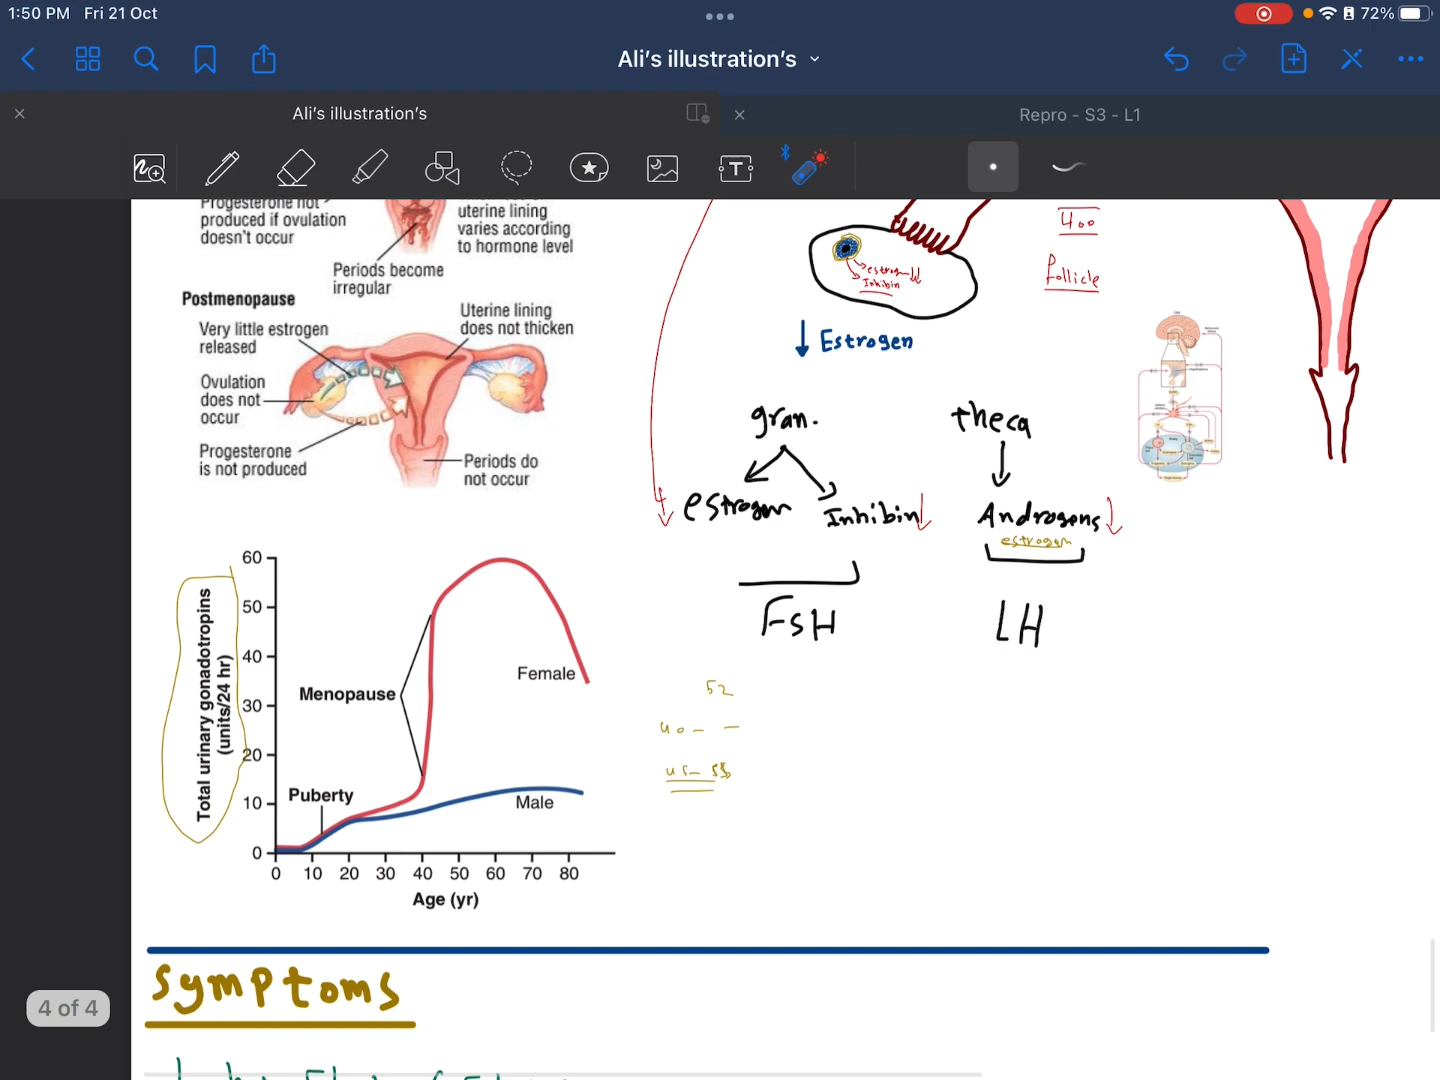 1:50 PM Fri 21 Oct
72%
Ali's illustration's
Ali's illustration's
Repro - S3 - L1
Progesterone not
produced if ovulation
doesn't occur
uterine lining
varies according
to hormone level
Periods become
irregular
Postmenopause
Very little estrogen
released
Uterine lining
does not thicken
Ovulation
does not
occur
Progesterone
is not produced
Periods do
not occur
400
follicle
estrogen
Inhibin
Estrogen
gran.
theca
estrogen
Inhibin
Androgens
estrogen
FSH
LH
52
40 -
45 -
Total urinary gonadotropins
(units/24 hr)
60
50
40
30
20
10
0
Menopause
Female
Puberty
Male
0 10 20 30 40 50 60 70 80
Age (yr)
Symptoms
4 of 4